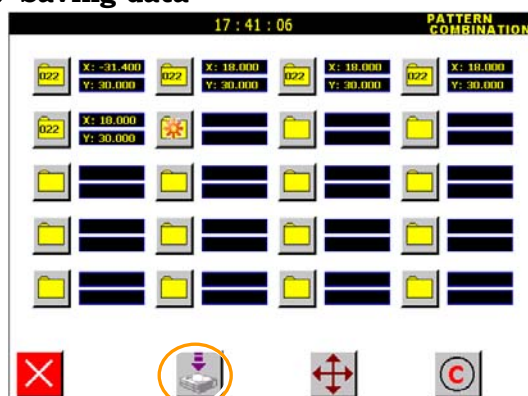 Saving data
17 : 41 : 06
PATTERN
COMBINATION
022 X: -31.400 022 X: 18.000 022 X: 18.000 022 X: 18.000
Y: 30.000 Y: 30.000 Y: 30.000 Y: 30.000
022 X: 18.000
Y: 30.000
C